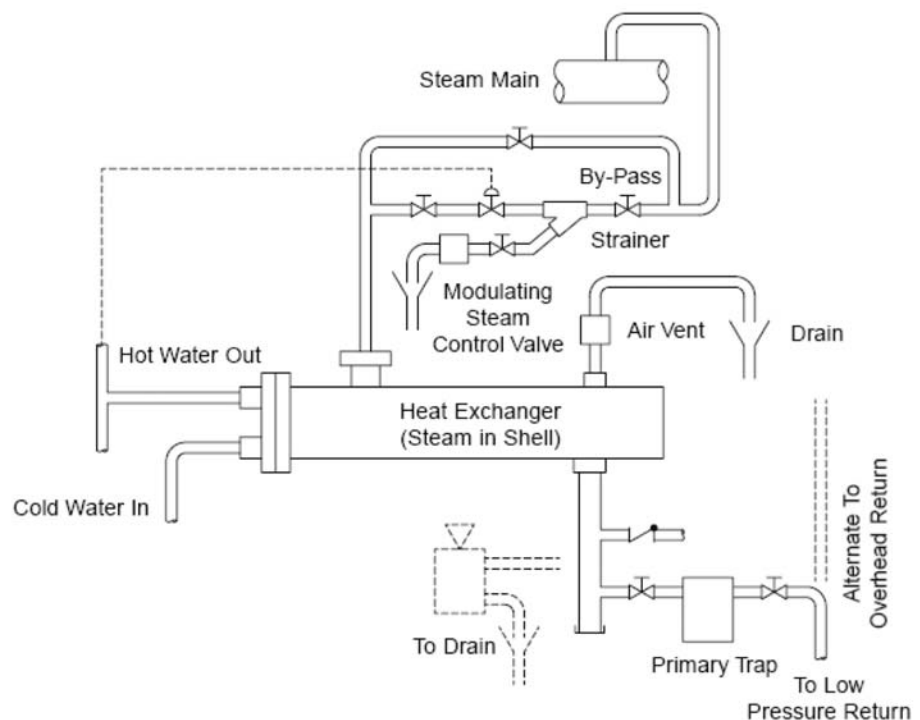 Steam Main
By-Pass
Strainer
Modulating
Steam
Control Valve
Air Vent
Drain
Hot Water Out
Heat Exchanger
(Steam in Shell)
Cold Water In
Alternate To
Overhead Return
To Drain
Primary Trap
To Low
Pressure Return